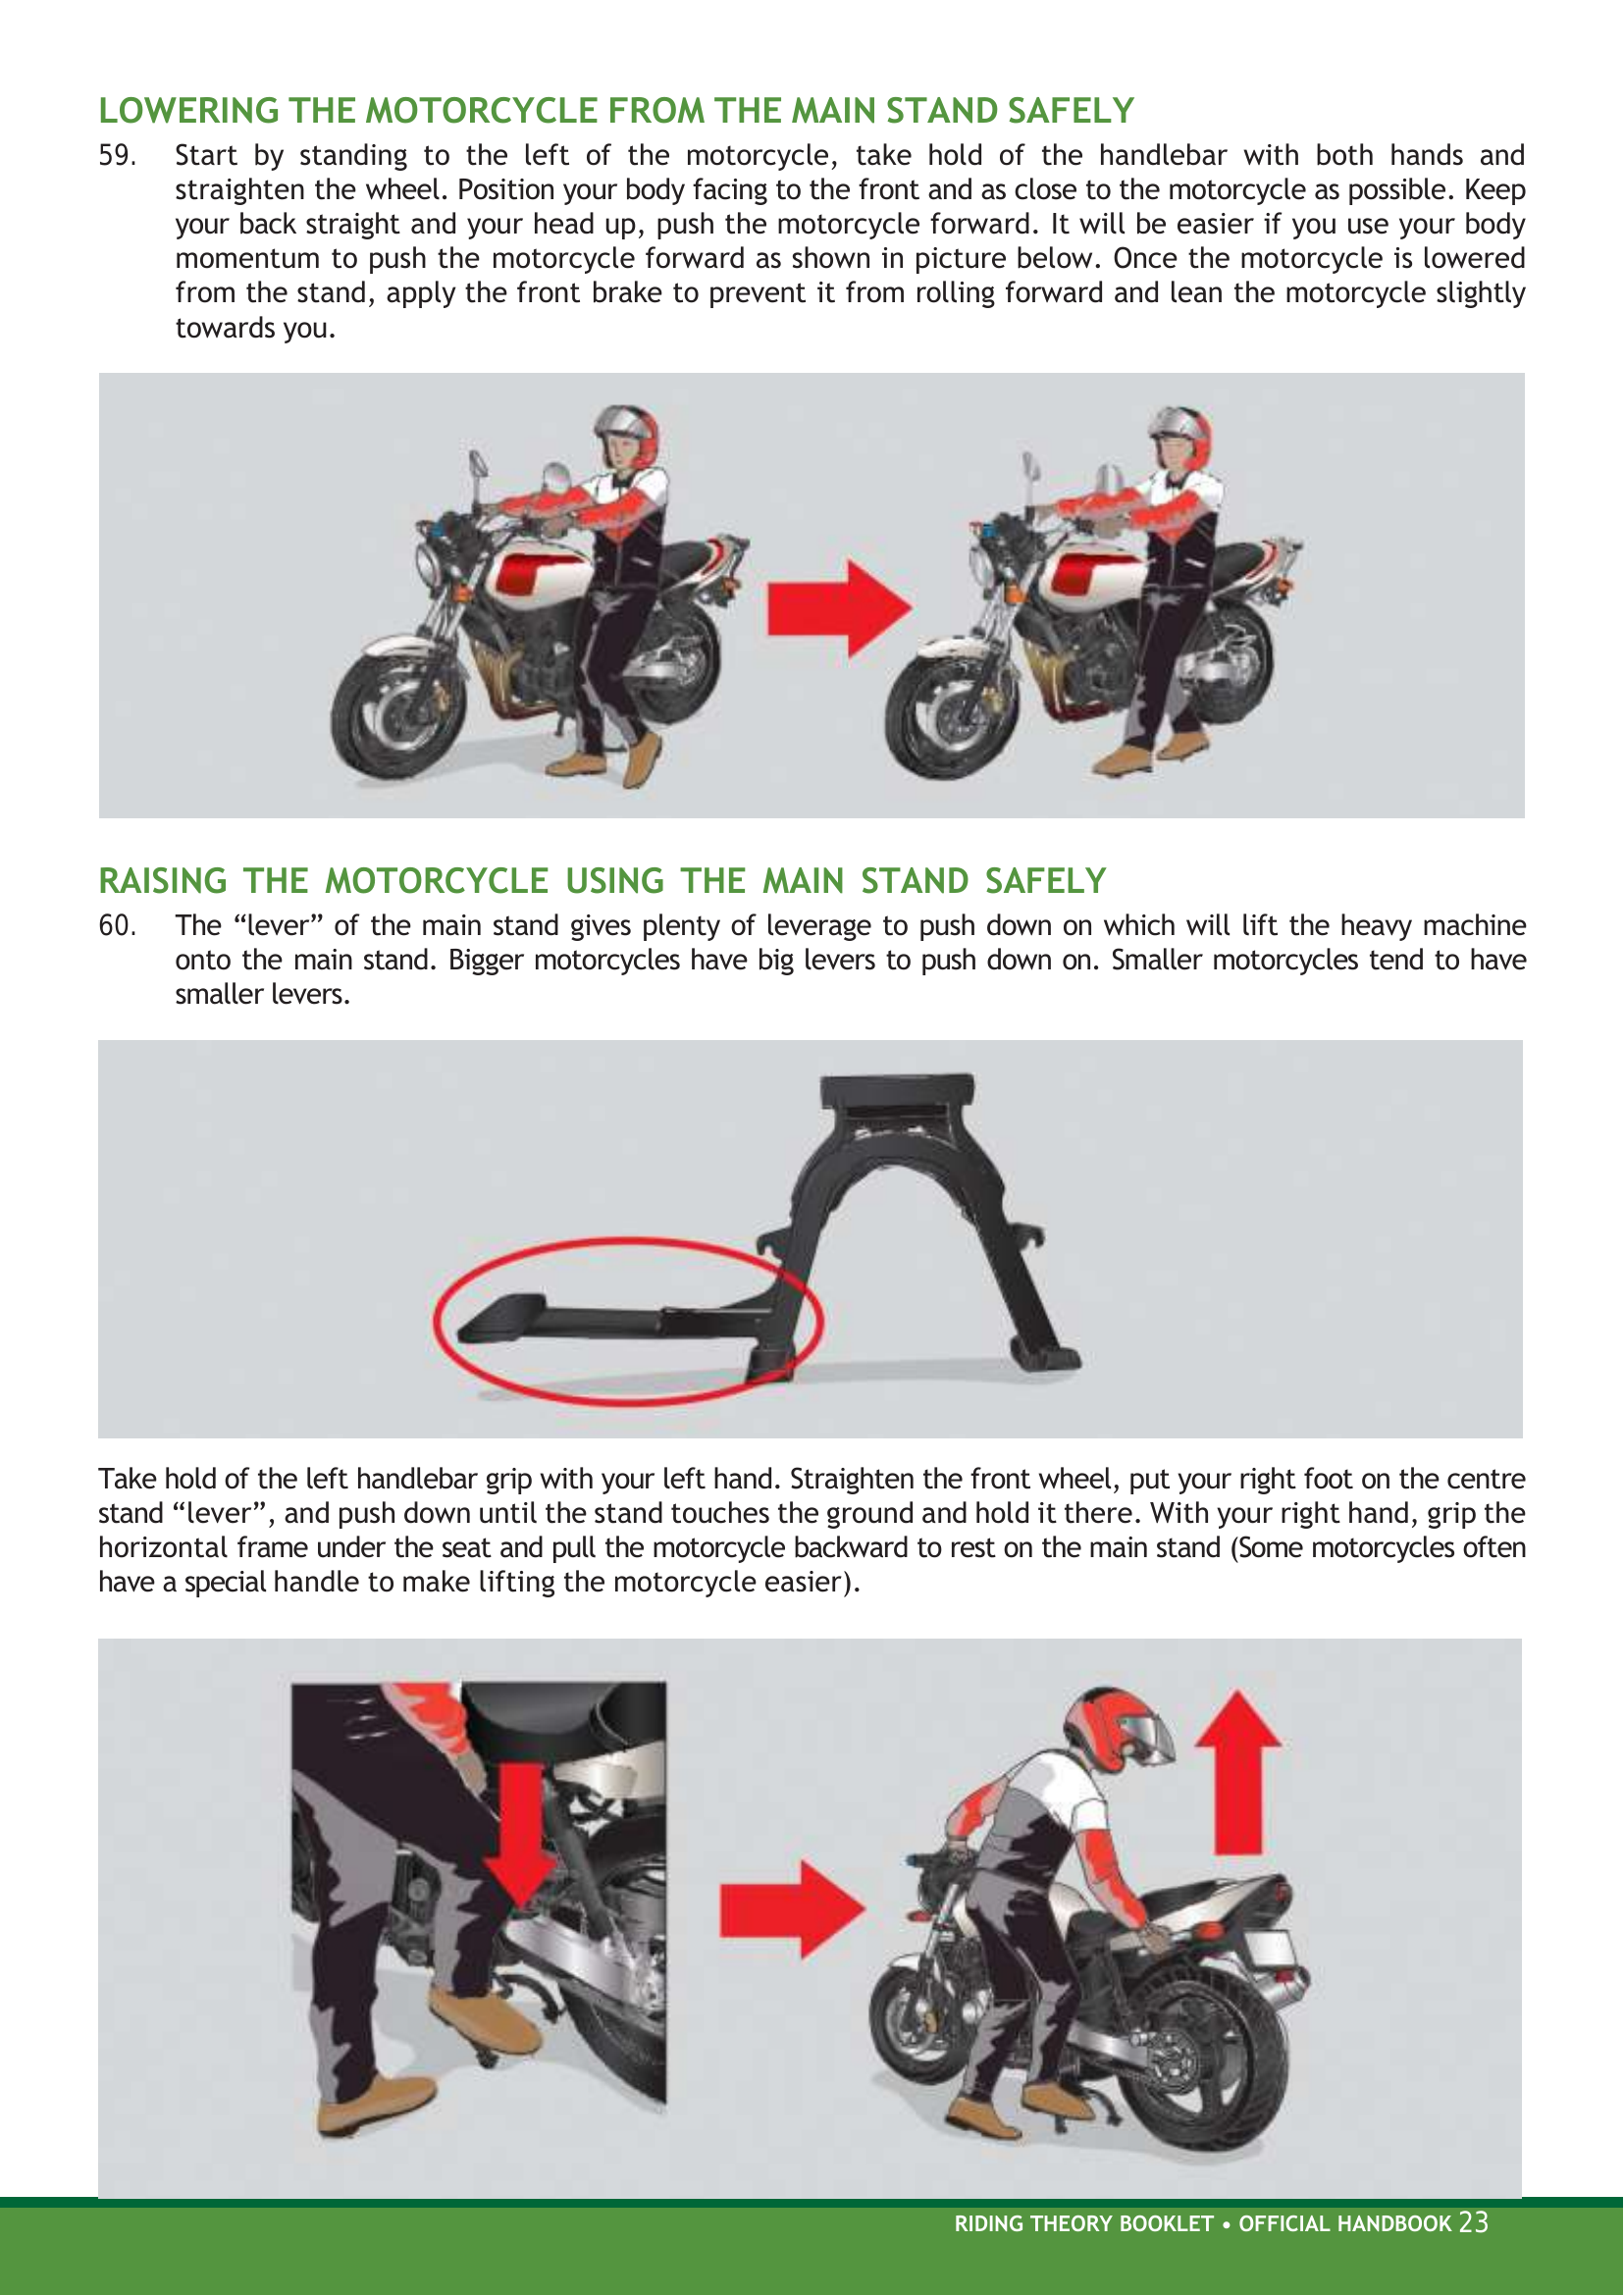 LOWERING THE MOTORCYCLE FROM THE MAIN STAND SAFELY
59. Start by standing to the left of the motorcycle, take hold of the handlebar with both hands and
straighten the wheel. Position your body facing to the front and as close to the motorcycle as possible. Keep
your back straight and your head up, push the motorcycle forward. It will be easier if you use your body
momentum to push the motorcycle forward as shown in picture below. Once the motorcycle is lowered
from the stand, apply the front brake to prevent it from rolling forward and lean the motorcycle slightly
towards you.
RAISING THE MOTORCYCLE USING THE MAIN STAND SAFELY
60. The “lever” of the main stand gives plenty of leverage to push down on which will lift the heavy machine
onto the main stand. Bigger motorcycles have big levers to push down on. Smaller motorcycles tend to have
smaller levers.
Take hold of the left handlebar grip with your left hand. Straighten the front wheel, put your right foot on the centre
stand “lever”, and push down until the stand touches the ground and hold it there. With your right hand, grip the
horizontal frame under the seat and pull the motorcycle backward to rest on the main stand (Some motorcycles often
have a special handle to make lifting the motorcycle easier).
RIDING THEORY BOOKLET • OFFICIAL HANDBOOK 23